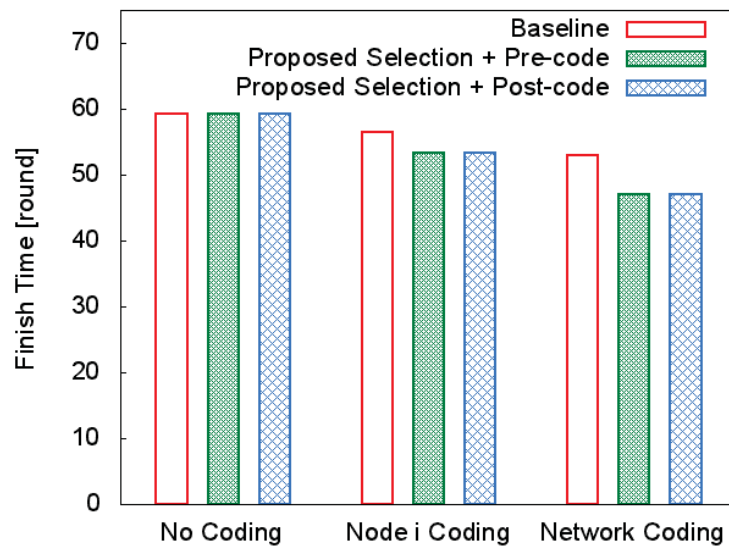 Baseline
Proposed Selection + Pre-code
Proposed Selection + Post-code
Finish Time [round]
70
60
50
40
30
20
10
0
No Coding Node i Coding Network Coding